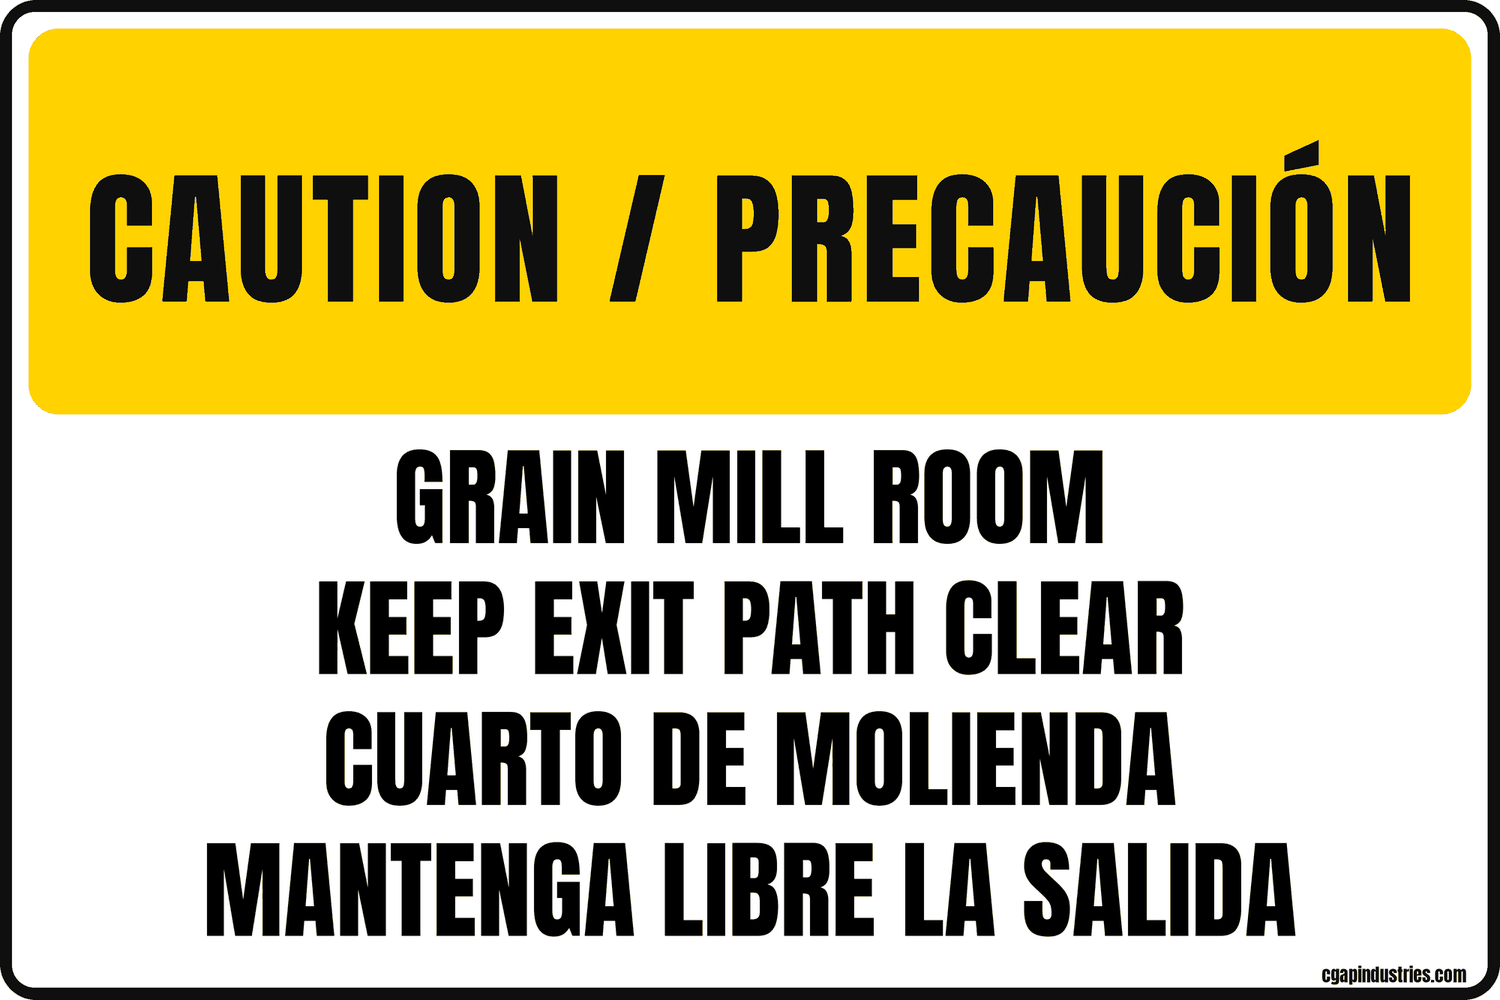 CAUTION / PRECAUCIÓN
GRAIN MILL ROOM
KEEP EXIT PATH CLEAR
CUARTO DE MOLIENDA
MANTENGA LIBRE LA SALIDA
cgapindustries.com